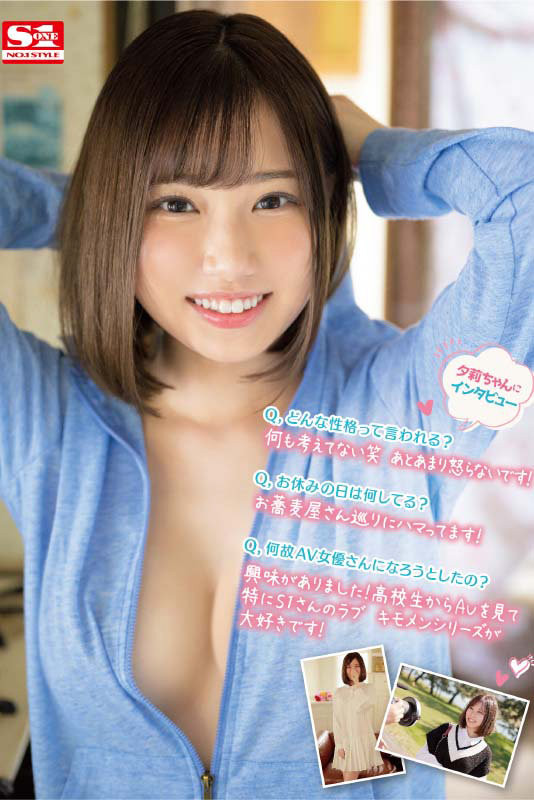 S1
ONE
NO.1 STYLE
夕莉ちゃんに
インタビュー
Q, どんな性格って言われる？
何も考えてない笑 あとあまり怒らないです！
Q, お休みの日は何してる？
お蕎麦屋さん巡りにハマってます！
Q, 何故AV女優さんになろうとしたの？
興味がありました！高校生からAVを見て
特にS1さんのラブ キモメンシリーズが
大好きです！